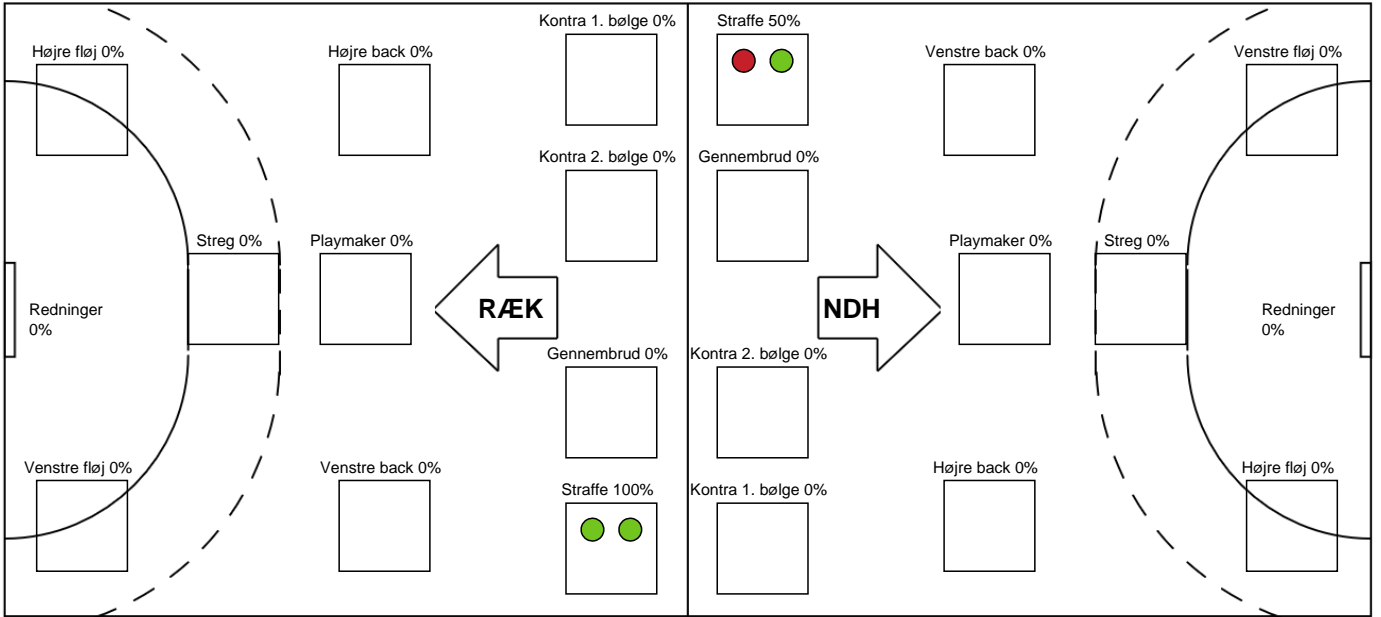 Kontra 1. bølge 0%
Straffe 50%
Højre fløj 0%
Højre back 0%
Venstre back 0%
Venstre fløj 0%
Kontra 2. bølge 0%
Gennembrud 0%
Streg 0%
Playmaker 0%
Playmaker 0%
Streg 0%
Redninger
0%
RÆK
NDH
Redninger
0%
Gennembrud 0%
Kontra 2. bølge 0%
Venstre fløj 0%
Venstre back 0%
Højre back 0%
Højre fløj 0%
Straffe 100%
Kontra 1. bølge 0%